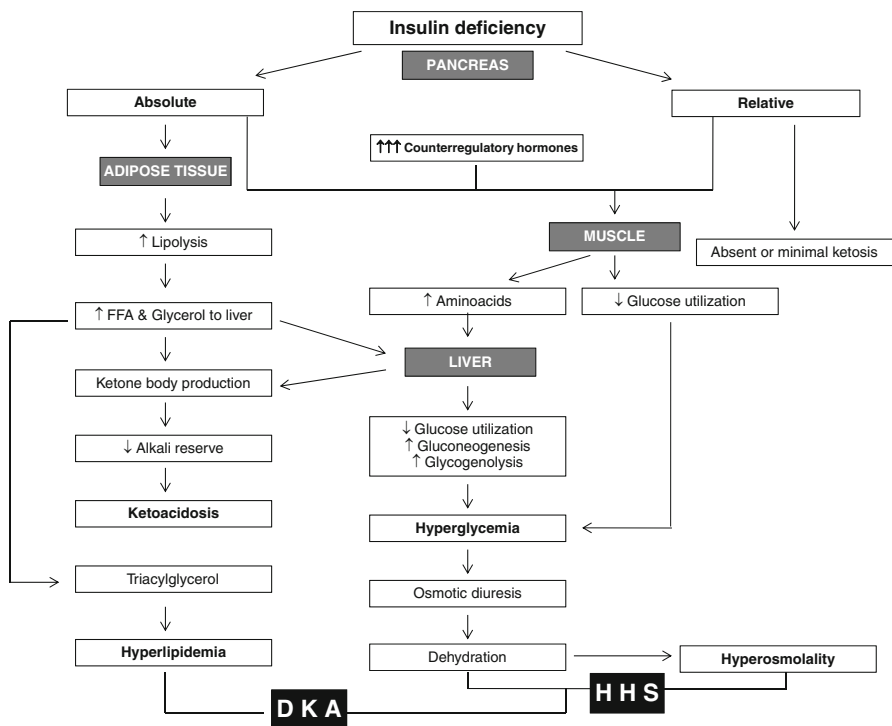 Insulin deficiency
PANCREAS
Absolute
Relative
↑↑↑ Counterregulatory hormones
ADIPOSE TISSUE
MUSCLE
↑ Lipolysis
Absent or minimal ketosis
↑ FFA & Glycerol to liver
↑ Aminoacids
↓ Glucose utilization
LIVER
Ketone body production
↓ Glucose utilization
↑ Gluconeogenesis
↑ Glycogenolysis
↓ Alkali reserve
Ketoacidosis
Hyperglycemia
Triacylglycerol
Osmotic diuresis
Hyperlipidemia
Dehydration
Hyperosmolality
D K A
H H S